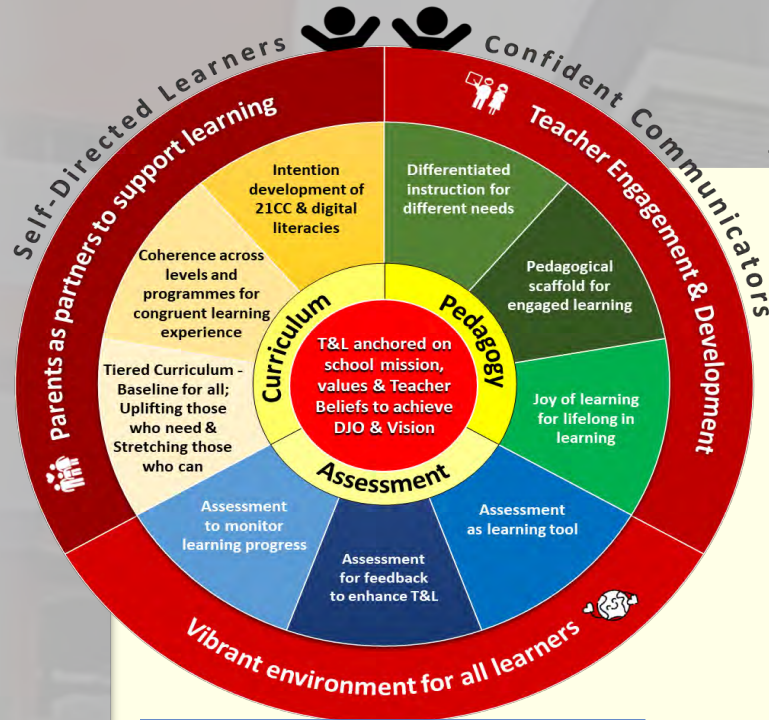 Self-Directed Learners
Confident Communicators
Parents as partners to support learning
Teacher Engagement & Development
Intention
development of
21CC & digital
literacies
Differentiated
instruction for
different needs
Coherence across
levels and
programmes for
congruent learning
experience
Pedagogical
scaffold for
engaged learning
Curriculum
Pedagogy
T&L anchored on
school mission,
values & Teacher
Beliefs to achieve
DJO & Vision
Tiered Curriculum -
Baseline for all;
Uplifting those
who need &
Stretching those
who can
Joy of learning
for lifelong in
learning
Assessment
Assessment
to monitor
learning progress
Assessment
for feedback
to enhance T&L
Assessment
as learning tool
Vibrant environment for all learners